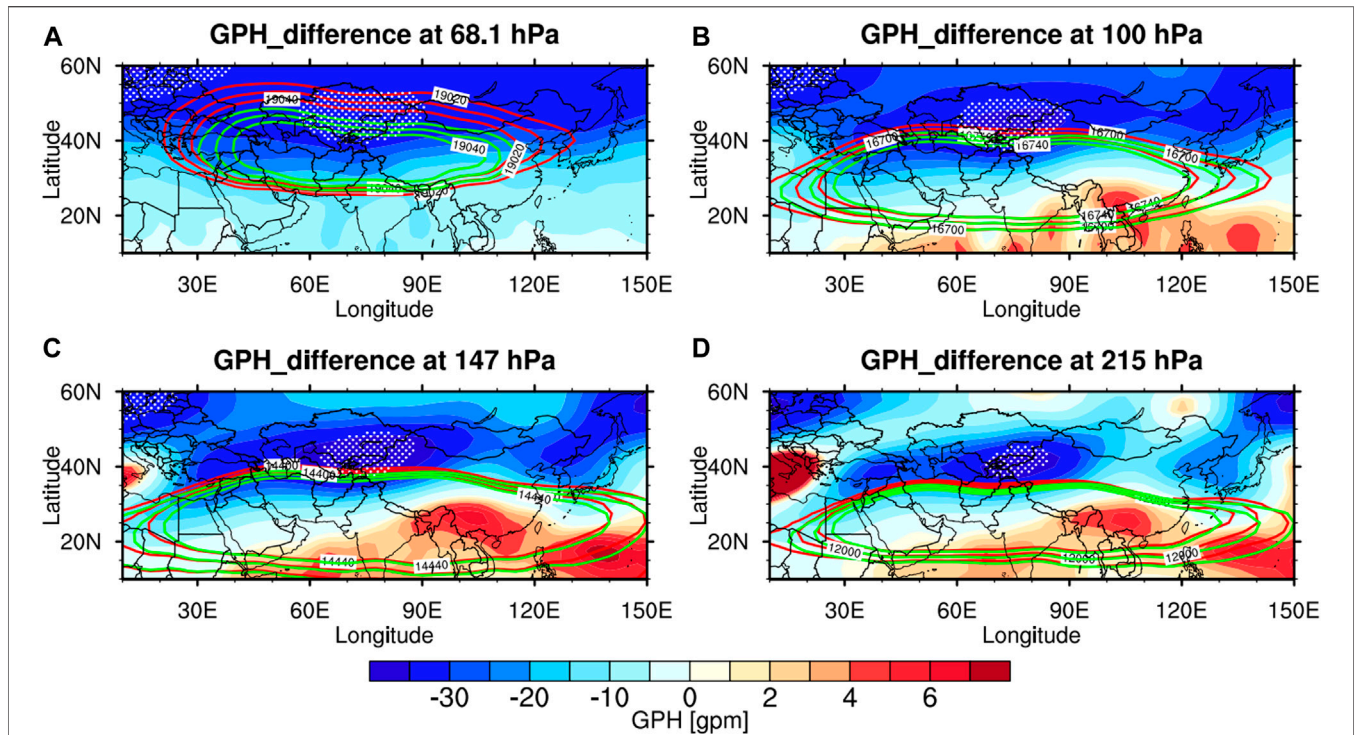 A
GPH_difference at 68.1 hPa
60N
40N
20N
Latitude
19040
19020
19040
19020
19040
19020
30E
60E
90E
120E
150E
Longitude
B
GPH_difference at 100 hPa
60N
40N
20N
Latitude
16700
16740
16700
16700
16740
16740
16700
30E
60E
90E
120E
150E
Longitude
C
GPH_difference at 147 hPa
60N
40N
20N
Latitude
14400
14400
14440
14440
14440
30E
60E
90E
120E
150E
Longitude
D
GPH_difference at 215 hPa
60N
40N
20N
Latitude
12000
12000
12000
30E
60E
90E
120E
150E
Longitude
-30 -20 -10 0 2 4 6
GPH [gpm]